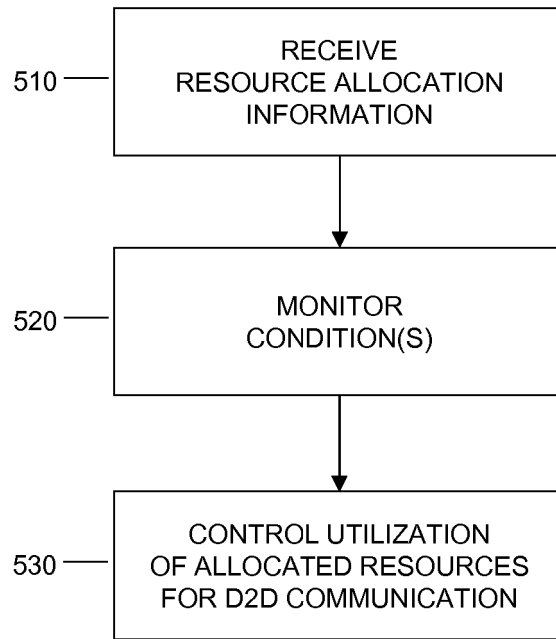 510
RECEIVE
RESOURCE ALLOCATION
INFORMATION
520
MONITOR
CONDITION(S)
530
CONTROL UTILIZATION
OF ALLOCATED RESOURCES
FOR D2D COMMUNICATION